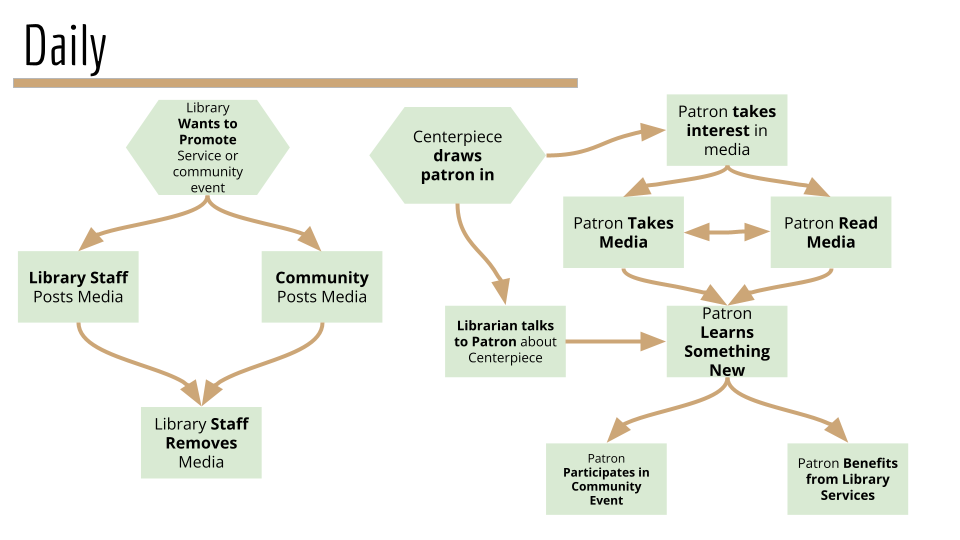 Daily
Library
Wants to
Promote
Service or
community
event
Library Staff
Posts Media
Community
Posts Media
Library Staff
Removes
Media
Centerpiece
draws
patron in
Patron takes
interest in
media
Patron Takes
Media
Patron Read
Media
Librarian talks
to Patron about
Centerpiece
Patron
Learns
Something
New
Patron
Participates in
Community
Event
Patron Benefits
from Library
Services